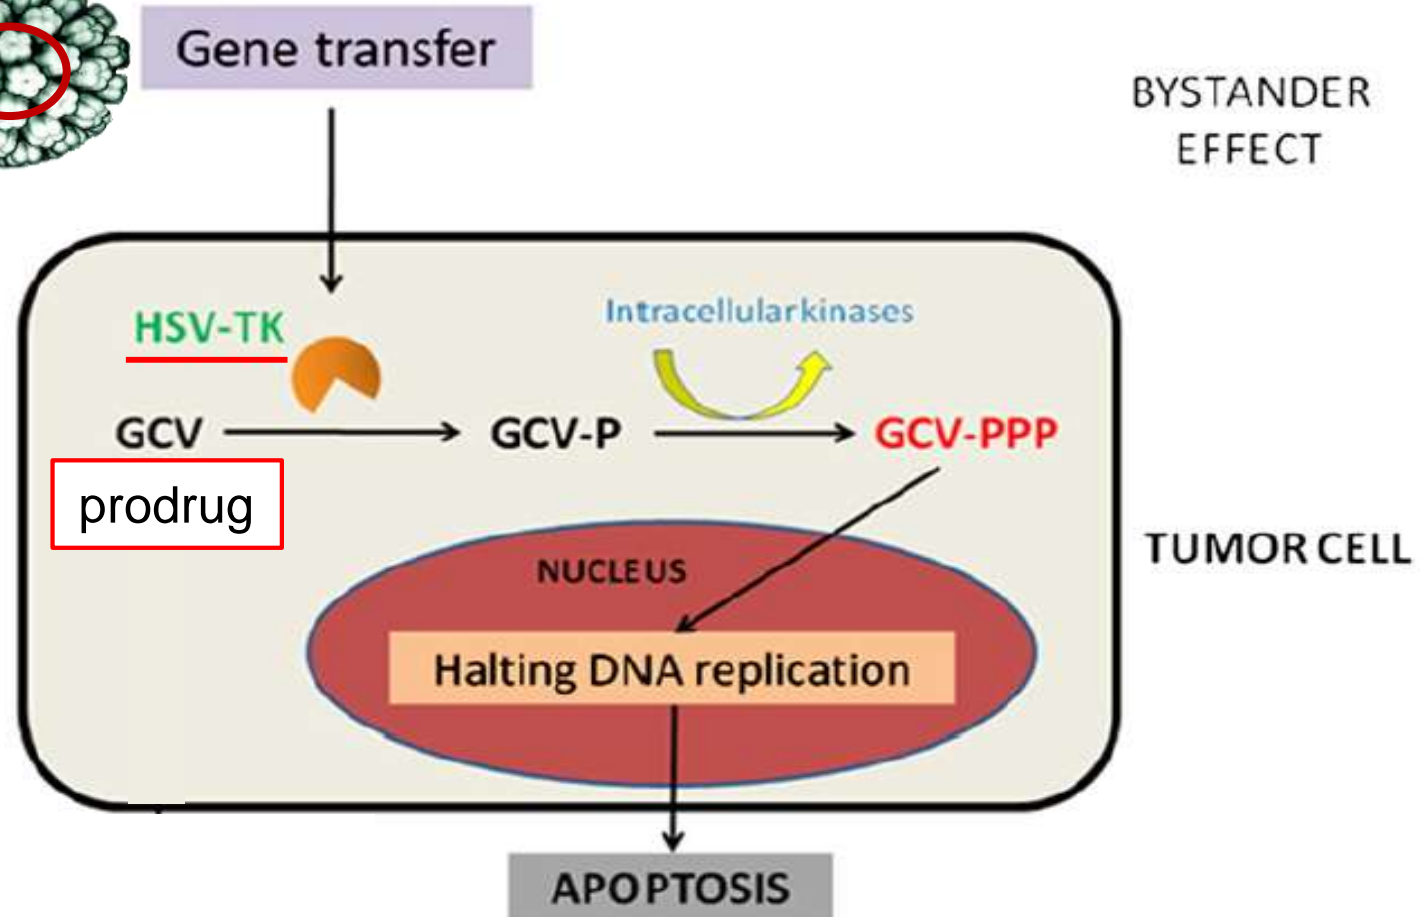 Gene transfer
BYSTANDER
EFFECT
HSV-TK
Intracellularkinases
GCV
GCV-P
GCV-PPP
prodrug
NUCLEUS
TUMOR CELL
Halting DNA replication
APOPTOSIS